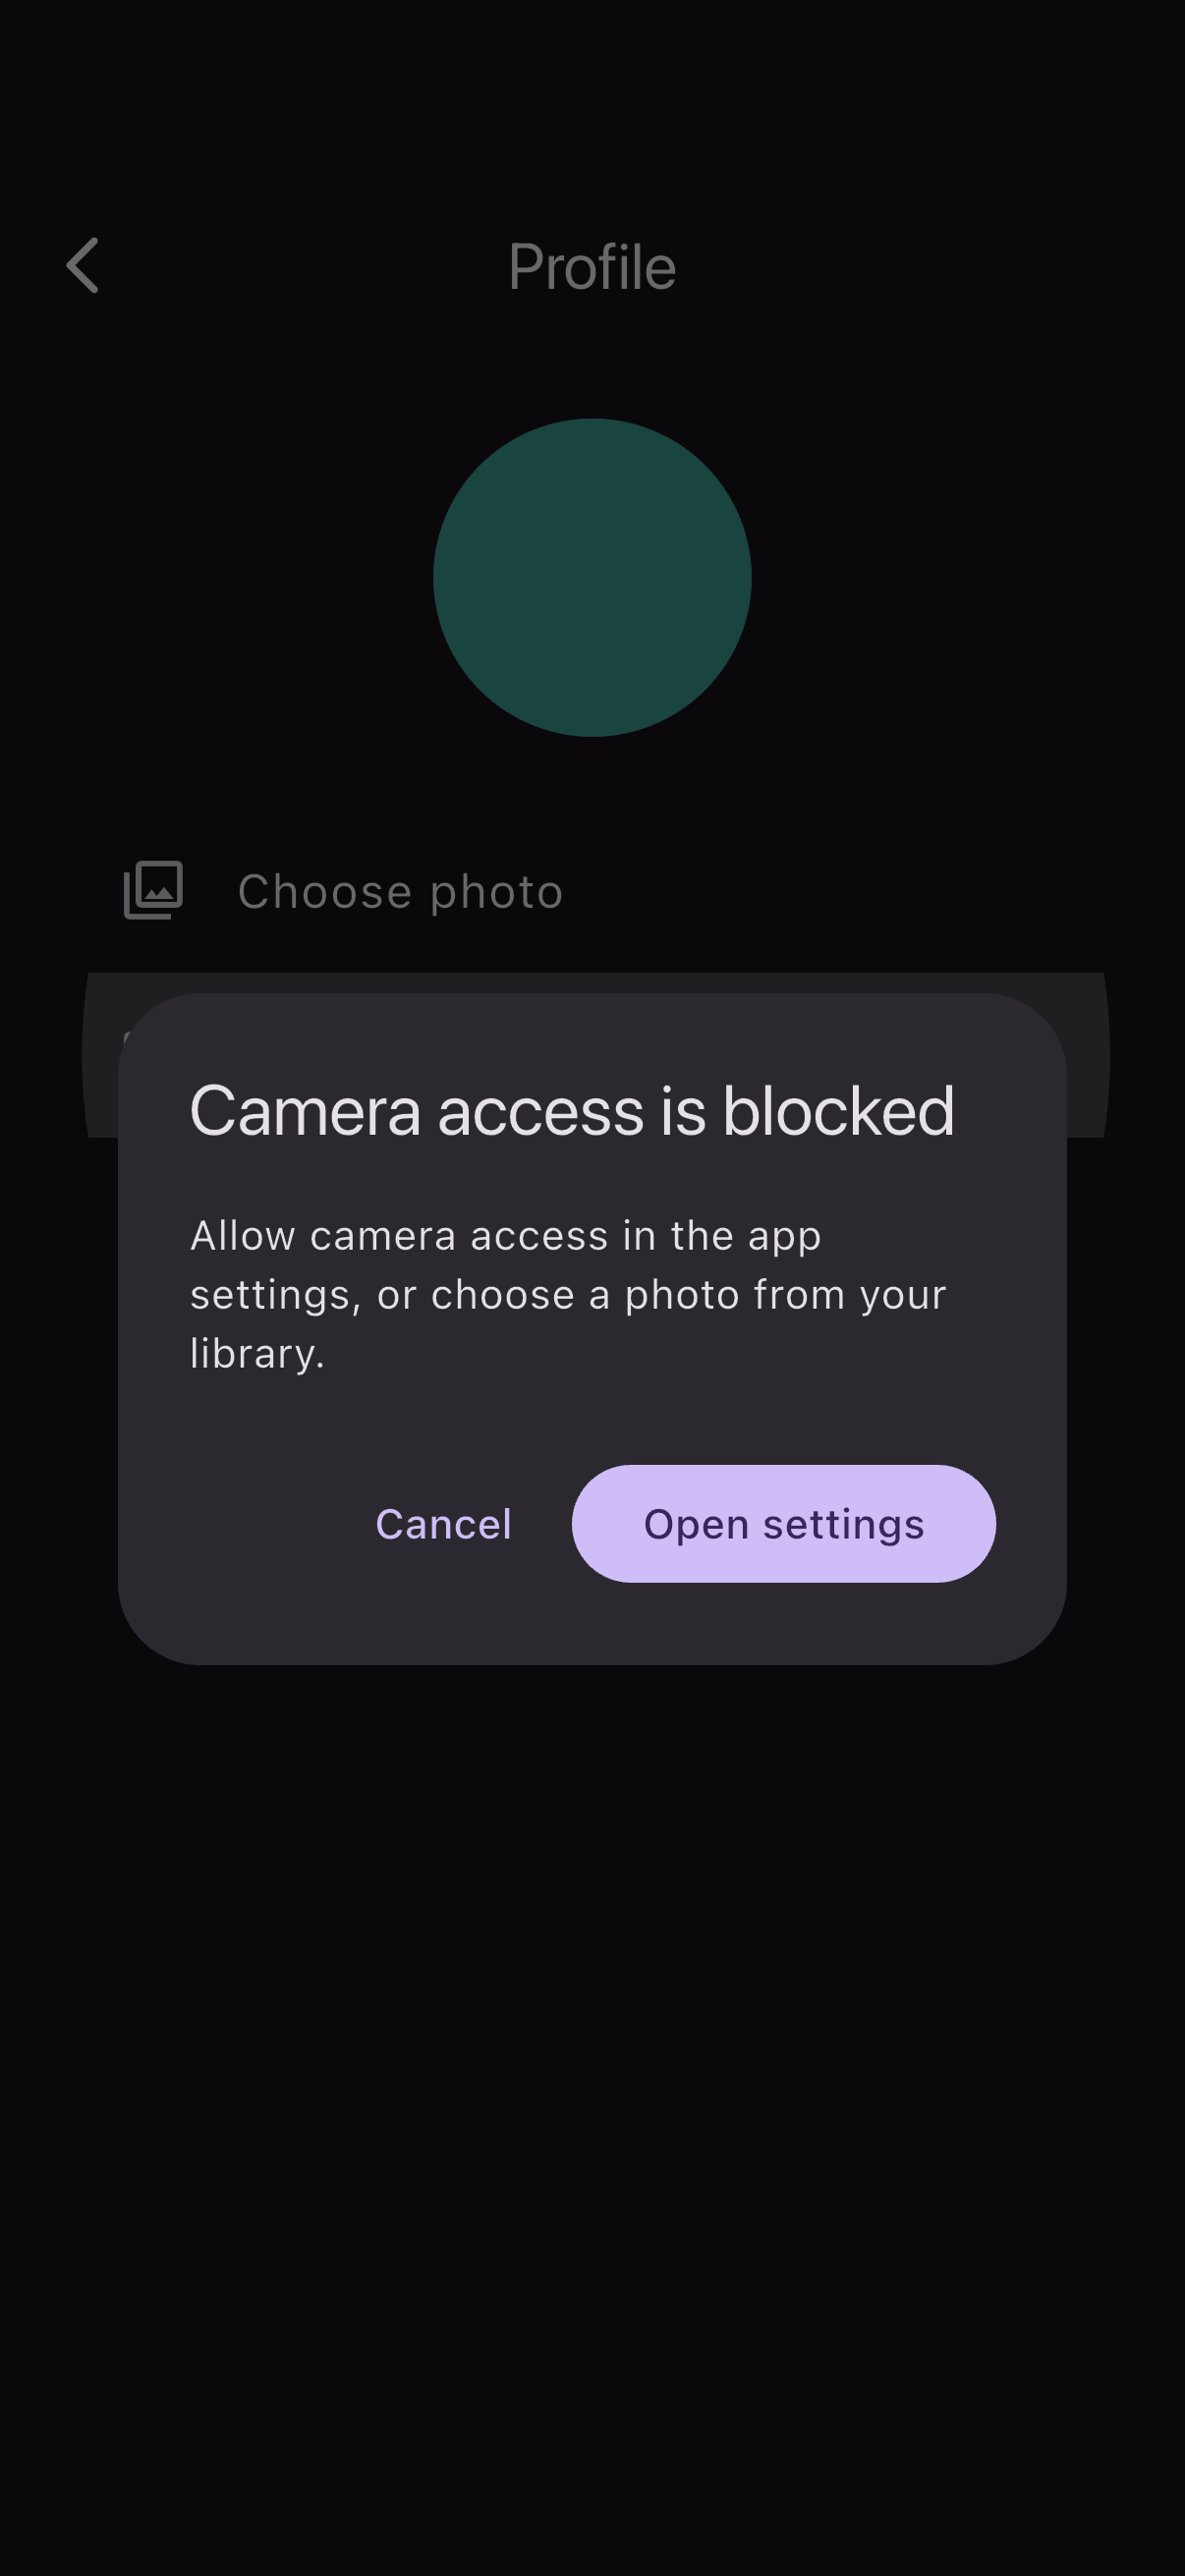 Profile
Choose photo
Camera access is blocked
Allow camera access in the app
settings, or choose a photo from your
library.
Cancel
Open settings